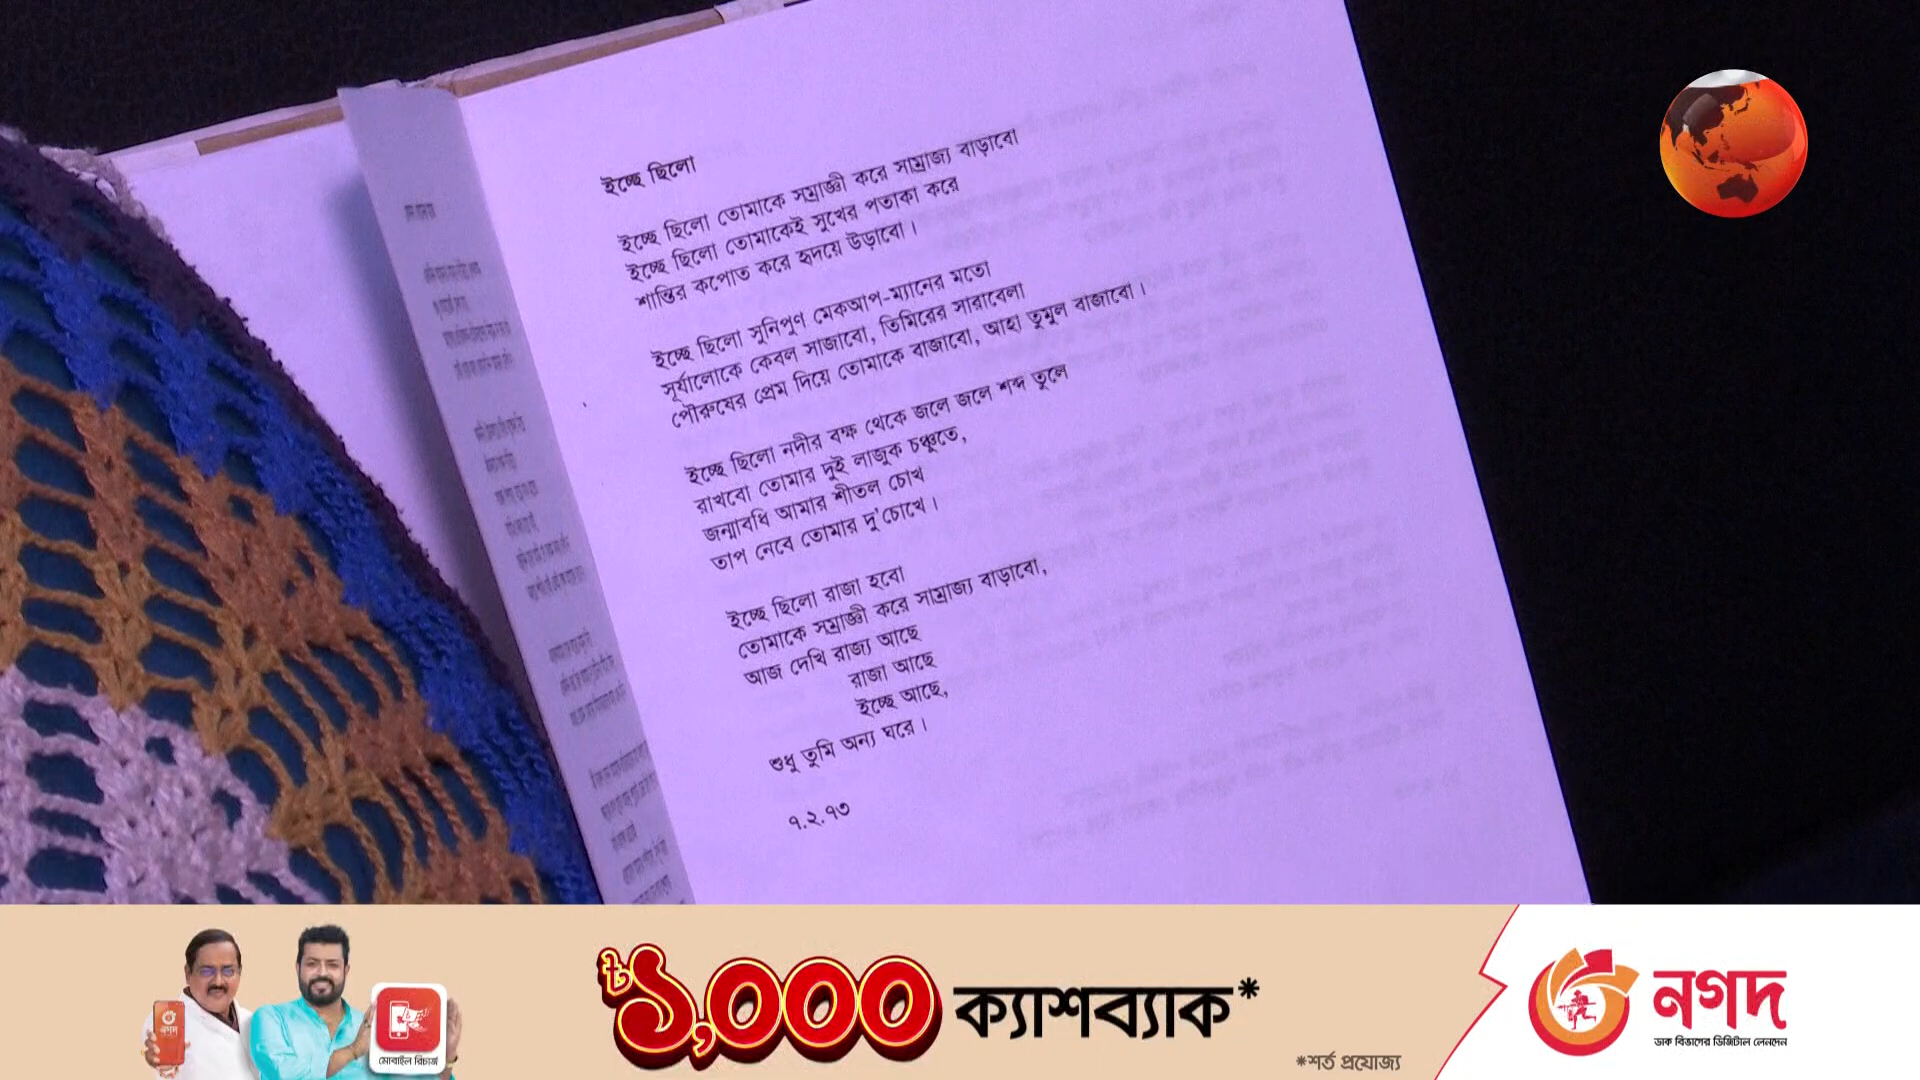 ইচ্ছে ছিলো
ইচ্ছে ছিলো তোমাকে সম্রাজ্ঞী করে সাম্রাজ্য বাড়াবো
ইচ্ছে ছিলো তোমাকেই সুখের পতাকা করে
শান্তির কপোত করে হৃদয়ে উড়াবো।
ইচ্ছে ছিলো সুনিপুণ মেকআপ-ম্যানের মতো
সূর্যালোকে কেবল সাজাবো, তিমিরের সারাবেলা
পৌরুষের প্রেম দিয়ে তোমাকে বাজাবো, আহা তুমুল বাজাবো।
ইচ্ছে ছিলো নদীর বক্ষ থেকে জলে জলে শব্দ তুলে
রাখবো তোমার দুই লাজুক চঞ্চুতে,
জন্মাবধি আমার শীতল চোখ
তাপ নেবে তোমার দু'চোখে।
ইচ্ছে ছিলো রাজা হবো
তোমাকে সম্রাজ্ঞী করে সাম্রাজ্য বাড়াবো,
আজ দেখি রাজ্য আছে
রাজা আছে
ইচ্ছে আছে,
শুধু তুমি অন্য ঘরে।
৭.২.৭৩
নগদ
মোবাইল রিচার্জ
৳১,০০০ ক্যাশব্যাক*
*শর্ত প্রযোজ্য
নগদ
ডাক বিভাগের ডিজিটাল লেনদেন